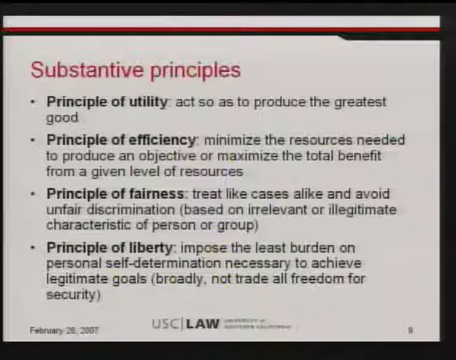 Substantive principles
• Principle of utility: act so as to produce the greatest
good
• Principle of efficiency: minimize the resources needed
to produce an objective or maximize the total benefit
from a given level of resources
• Principle of fairness: treat like cases alike and avoid
unfair discrimination (based on irrelevant or illegitimate
characteristic of person or group)
• Principle of liberty: impose the least burden on
personal self-determination necessary to achieve
legitimate goals (broadly, not trade all freedom for
security)
February 28, 2007
USC|LAW
SOUTHERN CALIFORNIA